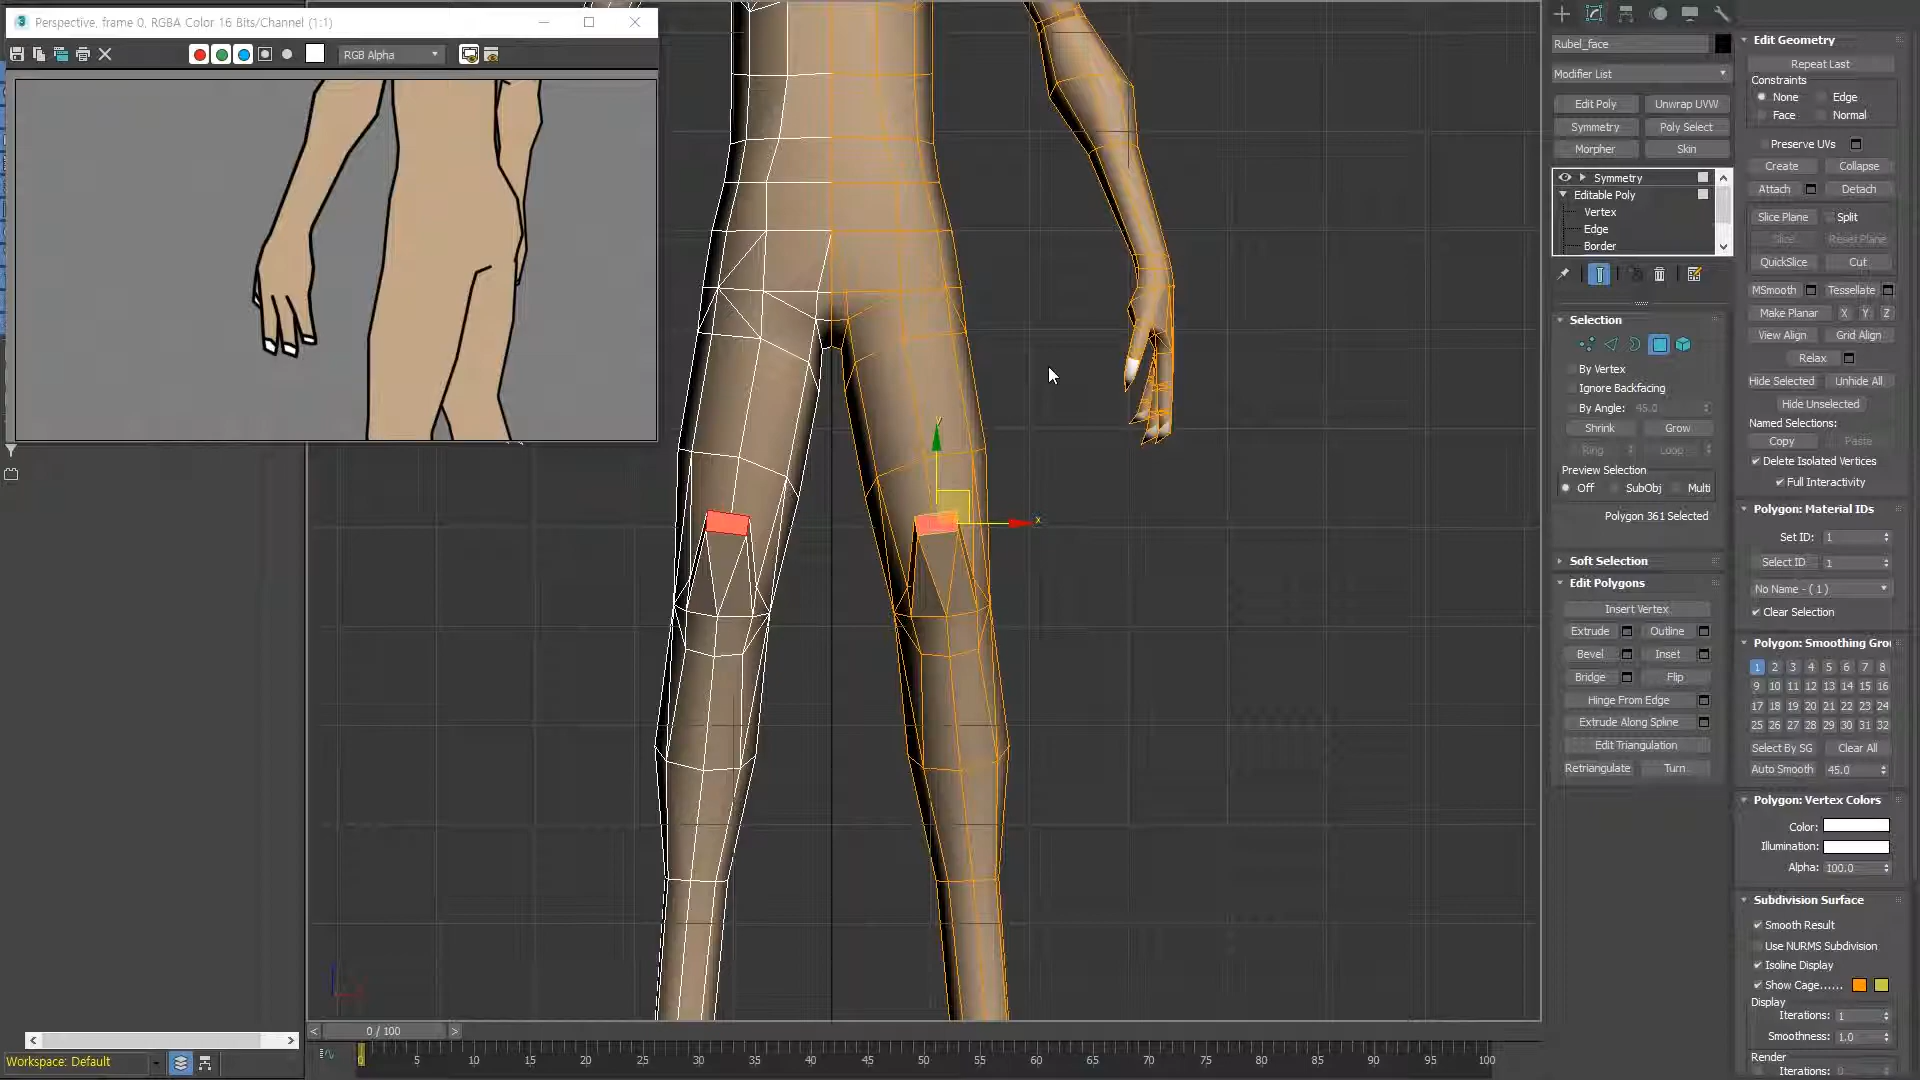 Perspective, frame 0, RGBA Color 16 Bits/Channel (1:1)
RGB Alpha
Rubel_face
Modifier List
Edit Poly
Unwrap UVW
Symmetry
Poly Select
Morpher
Skin
Symmetry
Editable Poly
Vertex
Edge
Border
Selection
By Vertex
Ignore Backfacing
By Angle: 45.0
Shrink
Grow
Ring
Loop
Preview Selection
Off
SubObj
Multi
Polygon 361 Selected
Soft Selection
Edit Polygons
Insert Vertex
Extrude
Outline
Bevel
Inset
Bridge
Flip
Hinge From Edge
Extrude Along Spline
Edit Triangulation
Retriangulate
Turn
Edit Geometry
Repeat Last
Constraints
None
Edge
Face
Normal
Preserve UVs
Create
Collapse
Attach
Detach
Slice Plane
Split
Slice
Reset Plane
QuickSlice
Cut
MSmooth
Tessellate
Make Planar
X
Y
Z
View Align
Grid Align
Relax
Hide Selected
Unhide All
Hide Unselected
Named Selections:
Copy
Paste
Delete Isolated Vertices
Full Interactivity
Polygon: Material IDs
Set ID: 1
Select ID 1
No Name - ( 1 )
Clear Selection
Polygon: Smoothing Grou
1 2 3 4 5 6 7 8
9 10 11 12 13 14 15 16
17 18 19 20 21 22 23 24
25 26 27 28 29 30 31 32
Select By SG
Clear All
Auto Smooth 45.0
Polygon: Vertex Colors
Color:
Illumination:
Alpha: 100.0
Subdivision Surface
Smooth Result
Use NURMS Subdivision
Isoline Display
Show Cage......
Display
Iterations: 1
Smoothness: 1.0
Render
Iterations: 0
y
x
< 0 / 100 >
0 5 10 15 20 25 30 35 40 45 50 55 60 65 70 75 80 85 90 95 100
Workspace: Default